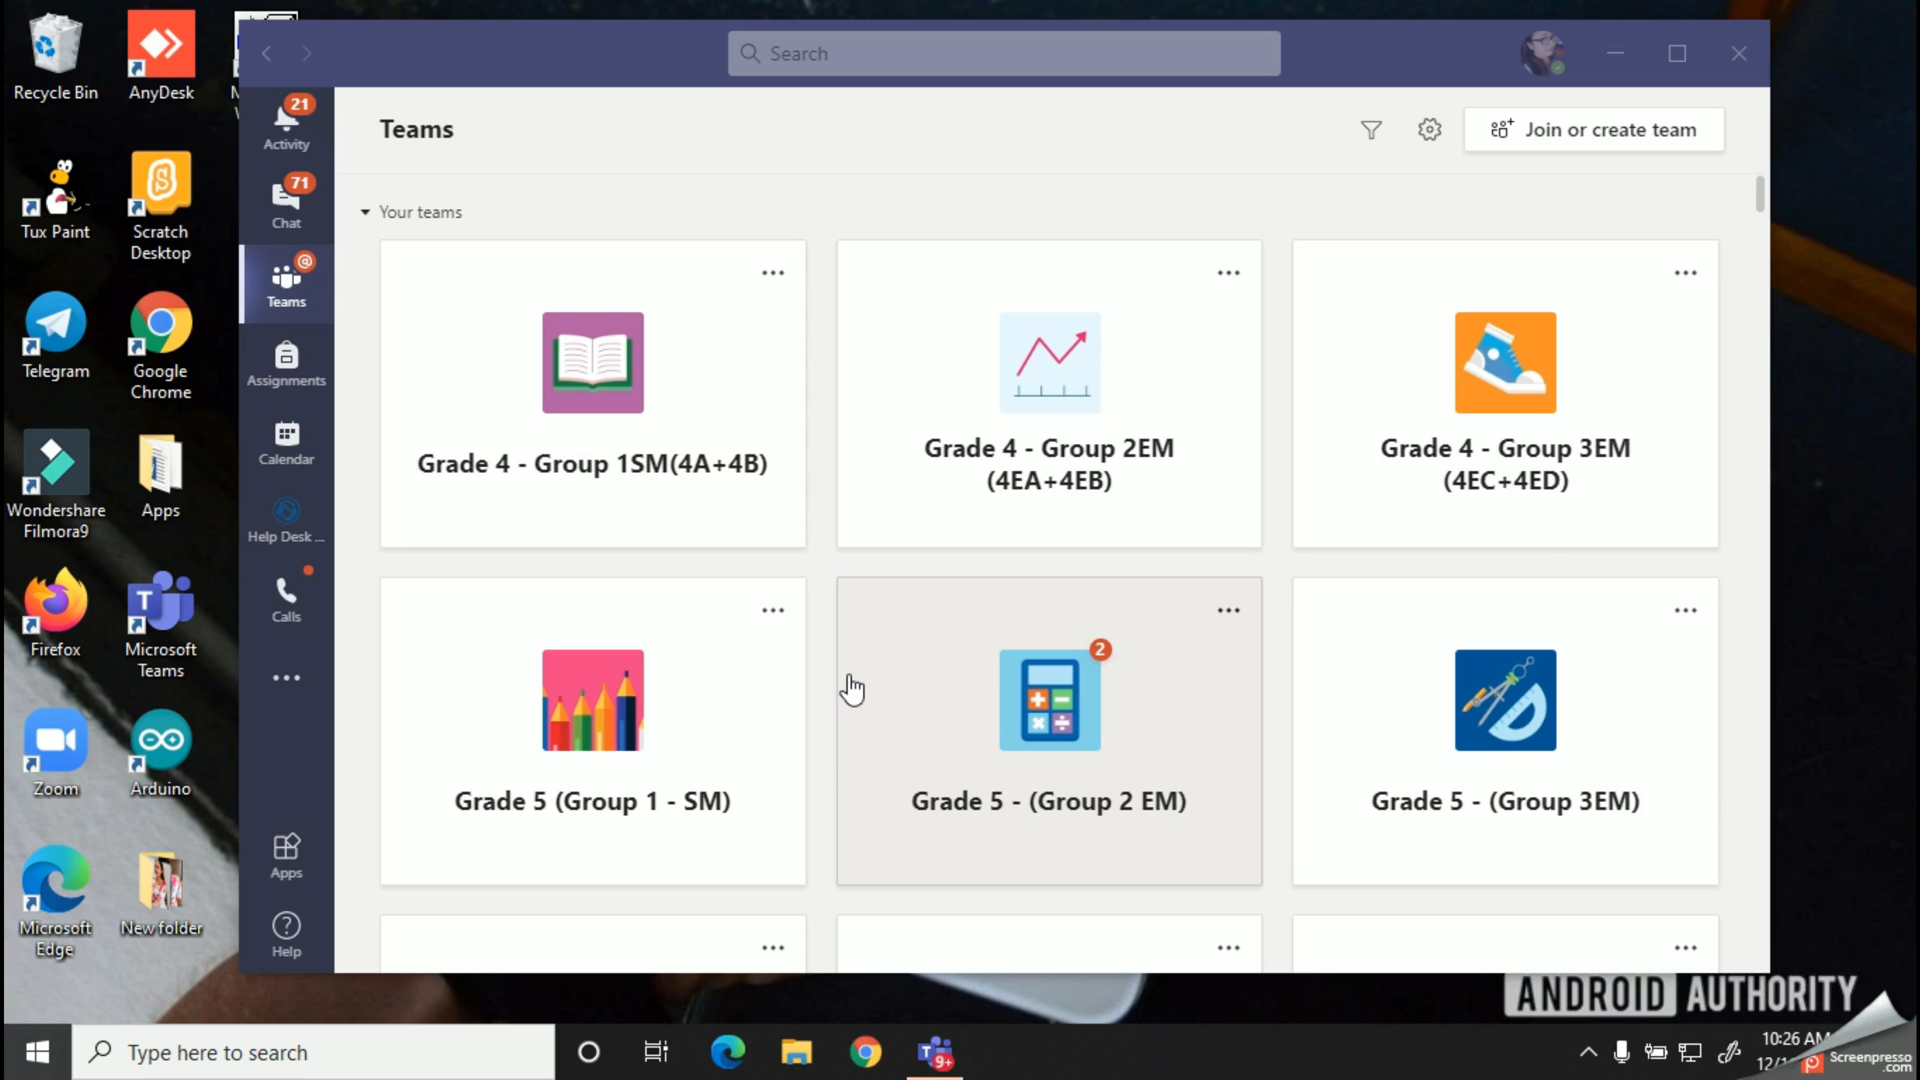 Recycle Bin
AnyDesk
Tux Paint
Scratch
Desktop
Telegram
Google
Chrome
Wondershare
Filmora9
Apps
Firefox
Microsoft
Teams
Zoom
Arduino
Microsoft
Edge
New folder
Search
21
Activity
71
Chat
@
Teams
Assignments
Calendar
Help Desk ...
Calls
...
Apps
Help
Teams
Join or create team
Your teams
Grade 4 - Group 1SM(4A+4B)
Grade 4 - Group 2EM
(4EA+4EB)
Grade 4 - Group 3EM
(4EC+4ED)
Grade 5 (Group 1 - SM)
2
Grade 5 - (Group 2 EM)
Grade 5 - (Group 3EM)
ANDROID AUTHORITY
Type here to search
T
9+
10:26 AM
Screenpresso
.com